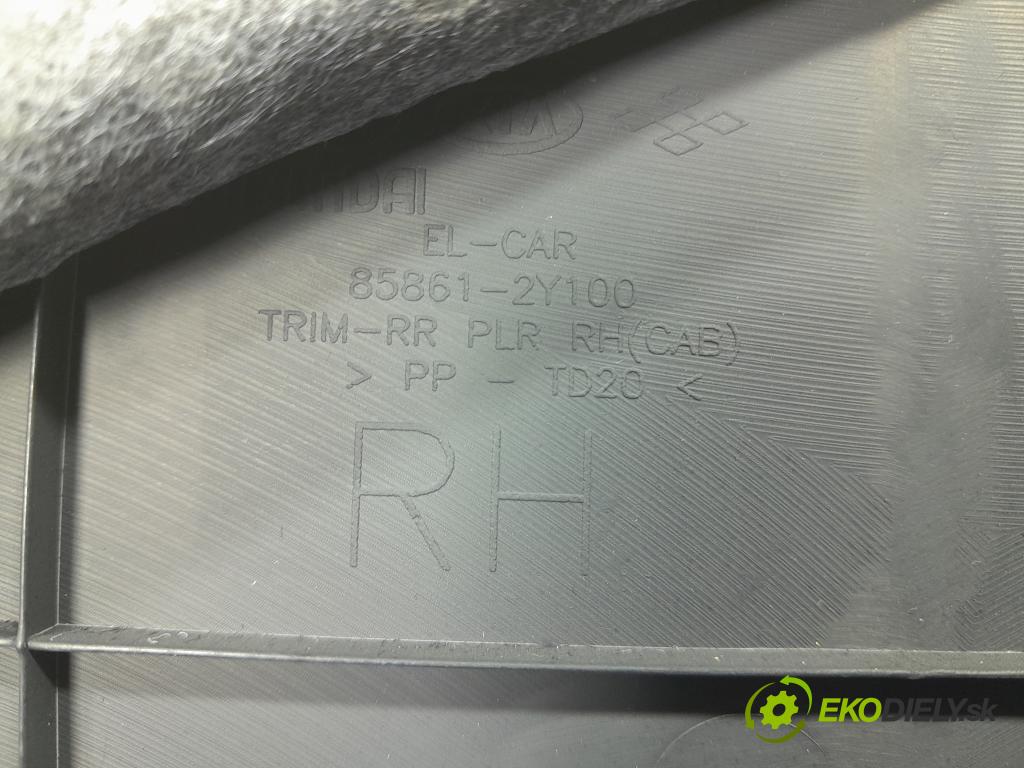 EL-CAR
85861-2Y100
TRIM-RR PLR RH(CAB)
> PP - TD20 <
RH
EKODIELY.sk